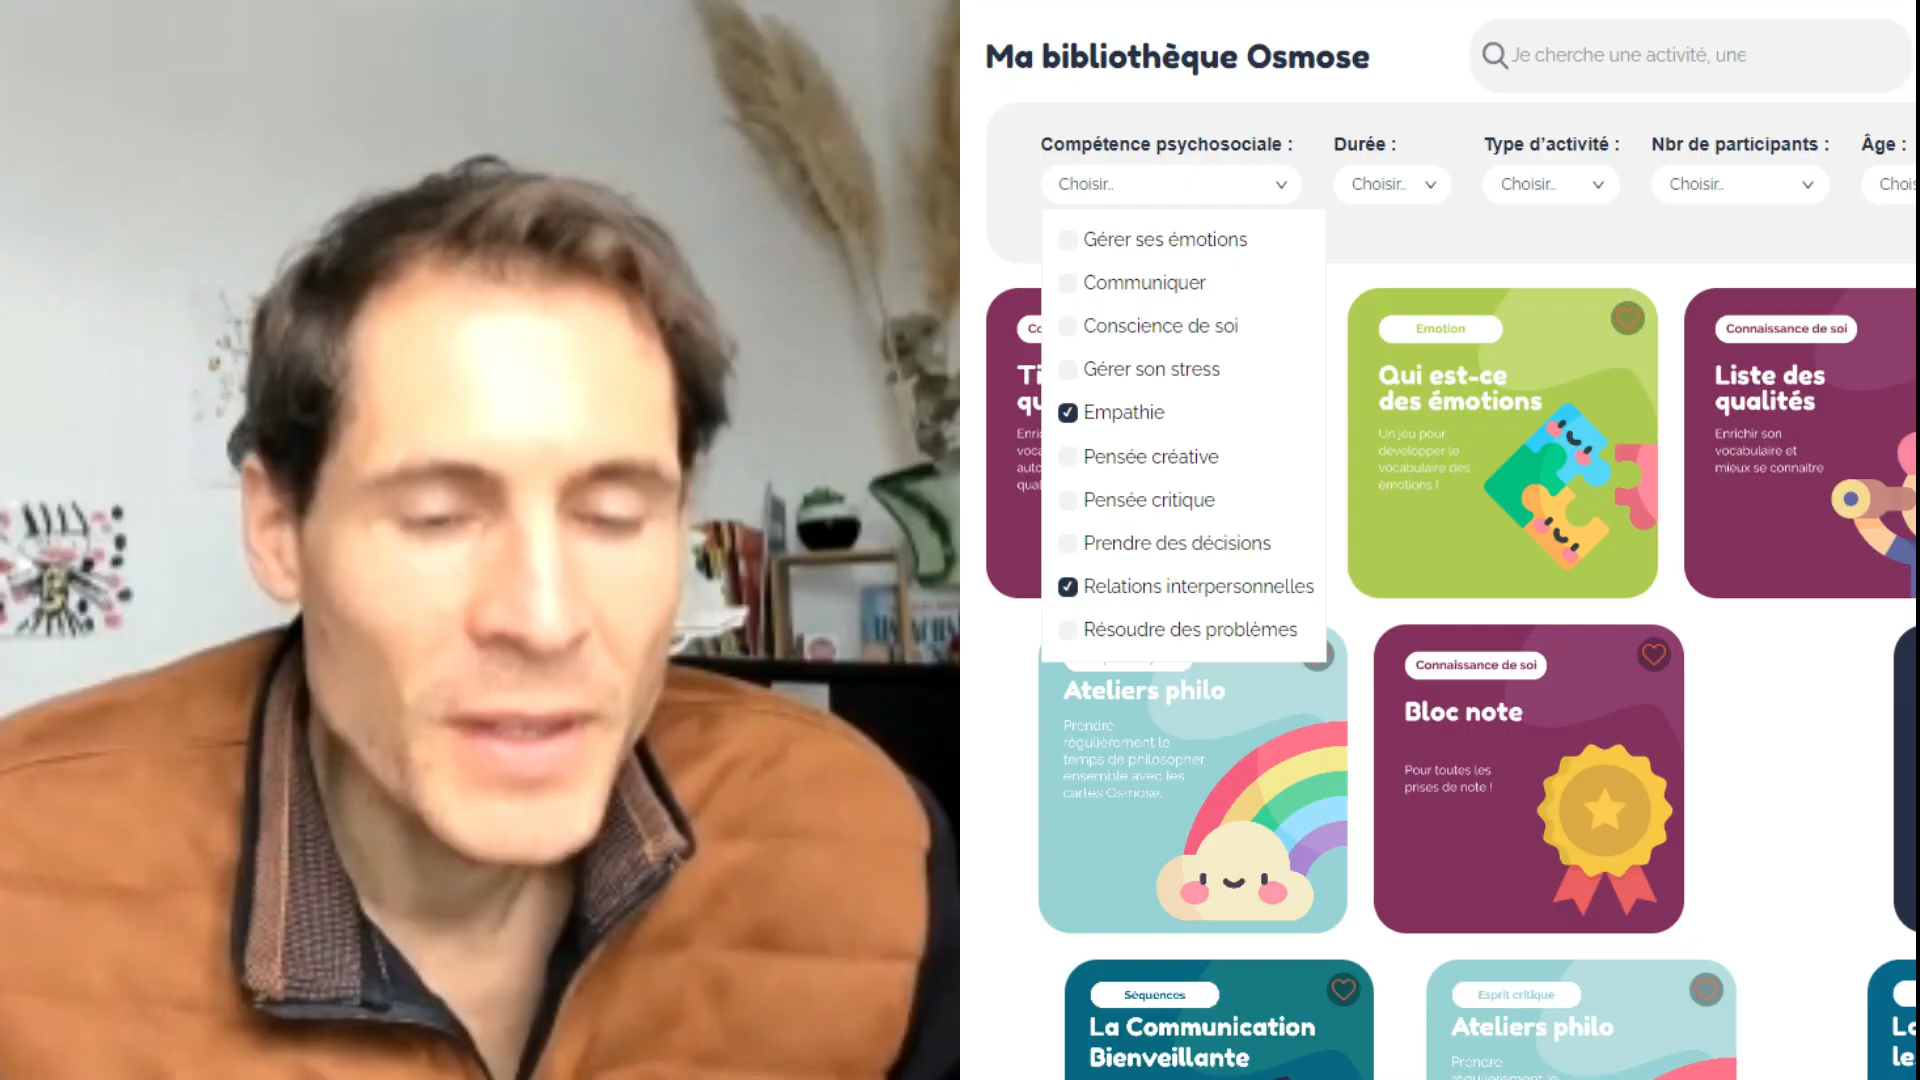 Ma bibliothèque Osmose
Je cherche une activité, une
Compétence psychosociale :
Durée :
Type d'activité :
Nbr de participants :
Âge :
Choisir...
Choisir...
Choisir...
Choisir...
Chois
Gérer ses émotions
Communiquer
Conscience de soi
Gérer son stress
Empathie
Pensée créative
Pensée critique
Prendre des décisions
Relations interpersonnelles
Résoudre des problèmes
Emotion
Qui est-ce
des émotions
Un jeu pour
développer le
vocabulaire des
émotions !
Connaissance de soi
Liste des
qualités
Enrichir son
vocabulaire et
mieux se connaitre
Ateliers philo
Prendre
régulièrement le
temps de philosopher
ensemble avec les
cartes Osmose.
Connaissance de soi
Bloc note
Pour toutes les
prises de note !
Séquences
La Communication
Bienveillante
Esprit critique
Ateliers philo
Prendre